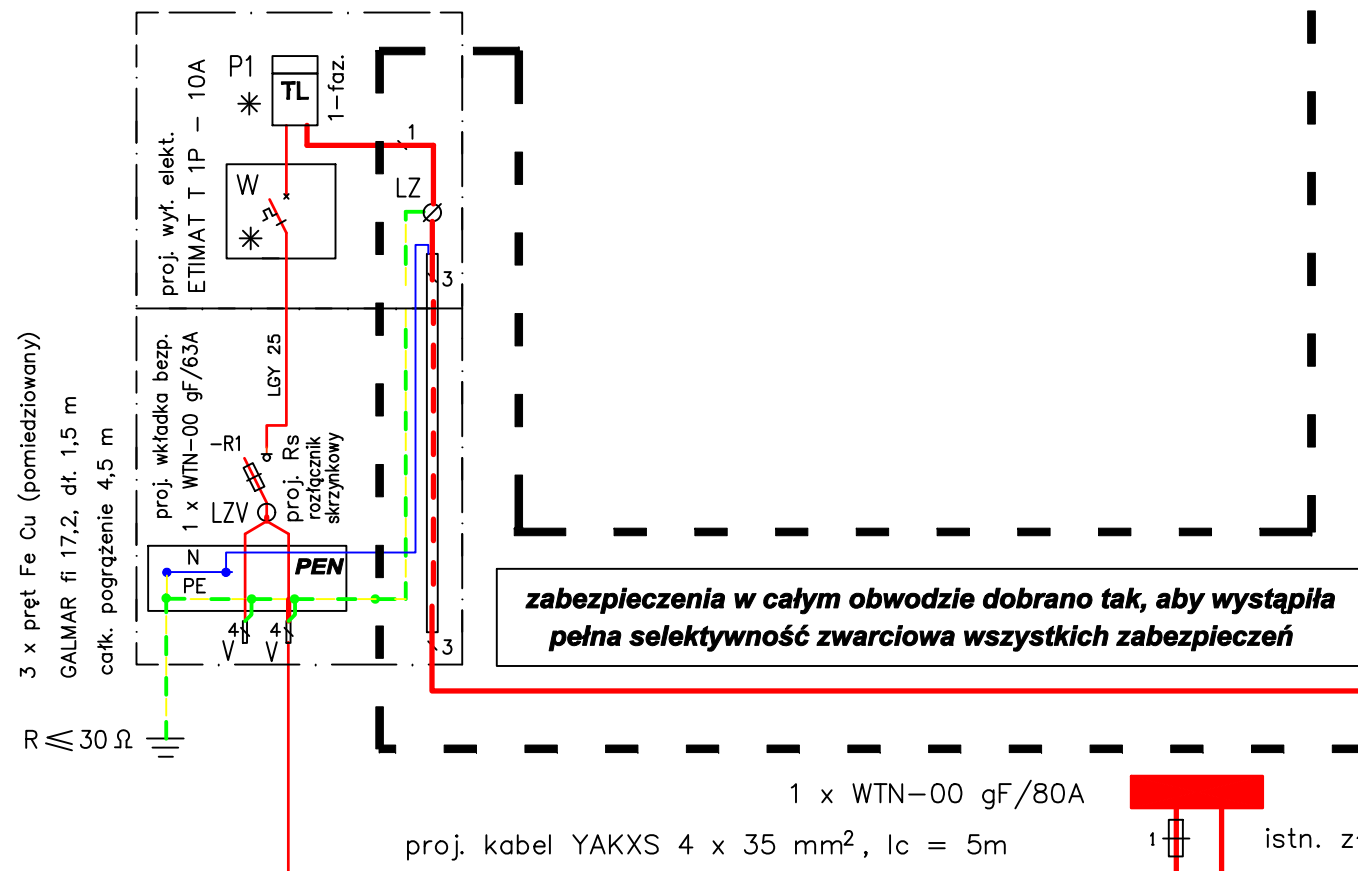 P1
TL
1-faz.
proj. wył. elekt.
ETIMAT T 1P - 10A
1
W
LZ
3
3 x pręt Fe Cu (pomiedziowany)
GALMAR fi 17,2, dł. 1,5 m
całk. pogrążenie 4,5 m
proj. wkładka bezp.
1 x WTN-00 gF/63A
LGY 25
-R1
proj. Rs
rozłącznik
skrzynkowy
LZV
N
PEN
PE
4
4
V
V
3
zabezpieczenia w całym obwodzie dobrano tak, aby wystąpiła
pełna selektywność zwarciowa wszystkich zabezpieczeń
R ⩽ 30 Ω
1 x WTN-00 gF/80A
proj. kabel YAKXS 4 x 35 mm², lc = 5m
1
istn.